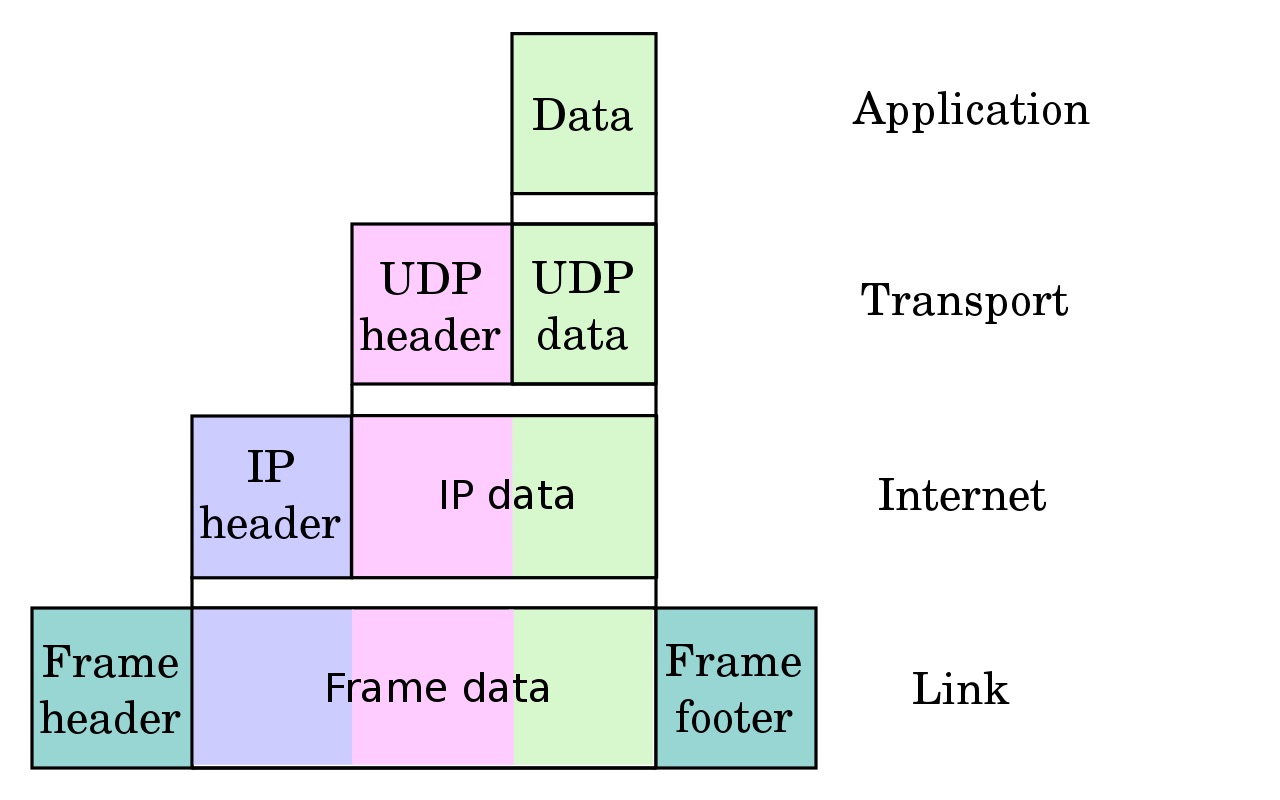 Data
Application
UDP
header
UDP
data
Transport
IP
header
IP data
Internet
Frame
header
Frame data
Frame
footer
Link